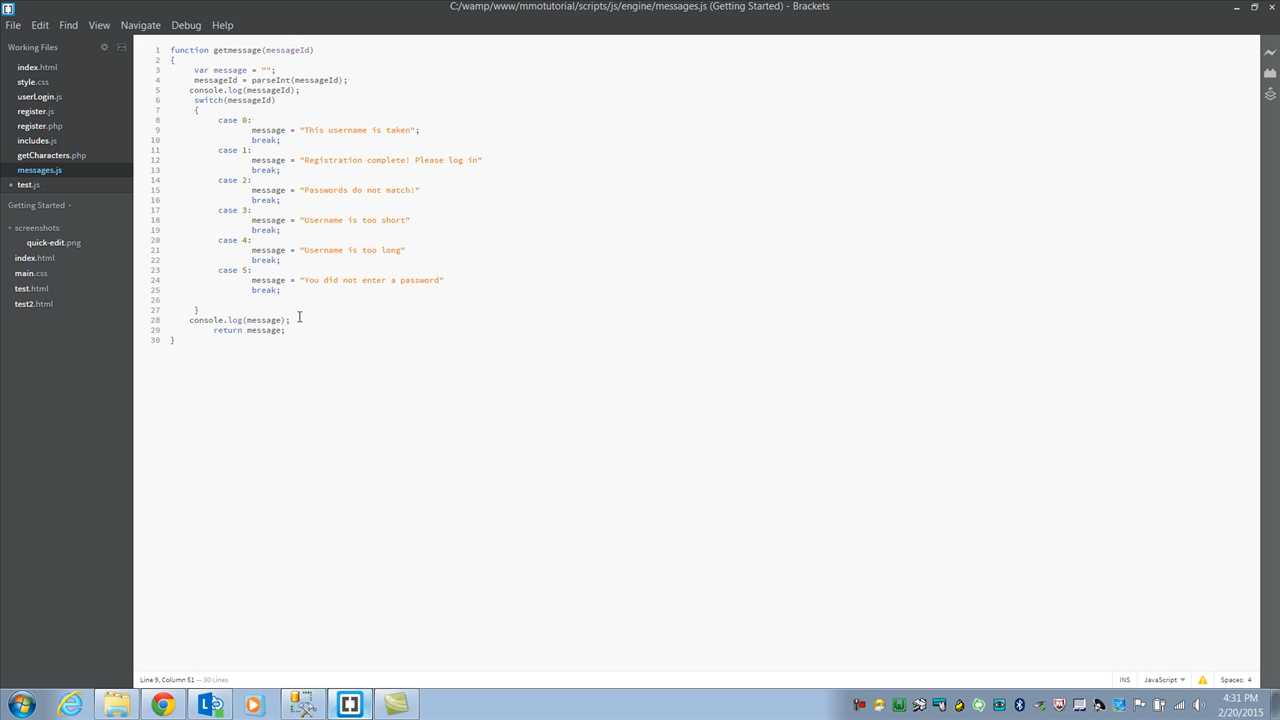 C:/wamp/www/mmotutorial/scripts/js/engine/messages.js (Getting Started) - Brackets
File Edit Find View Navigate Debug Help
Working Files
index.html
style.css
userLogin.js
register.js
register.php
includes.js
getCharacters.php
messages.js
test.js
Getting Started
screenshots
quick-edit.png
index.html
main.css
test.html
test2.html
1 function getmessage(messageId)
2 {
3 var message = "";
4 messageId = parseInt(messageId);
5 console.log(messageId);
6 switch(messageId)
7 {
8 case 0:
9 message = "This username is taken";
10 break;
11 case 1:
12 message = "Registration complete! Please log in"
13 break;
14 case 2:
15 message = "Passwords do not match!"
16 break;
17 case 3:
18 message = "Username is too short"
19 break;
20 case 4:
21 message = "Username is too long"
22 break;
23 case 5:
24 message = "You did not enter a password"
25 break;
26
27 }
28 console.log(message);
29 return message;
30 }
Line 9, Column 51 — 30 Lines
INS JavaScript Spaces: 4
4:31 PM
2/20/2015